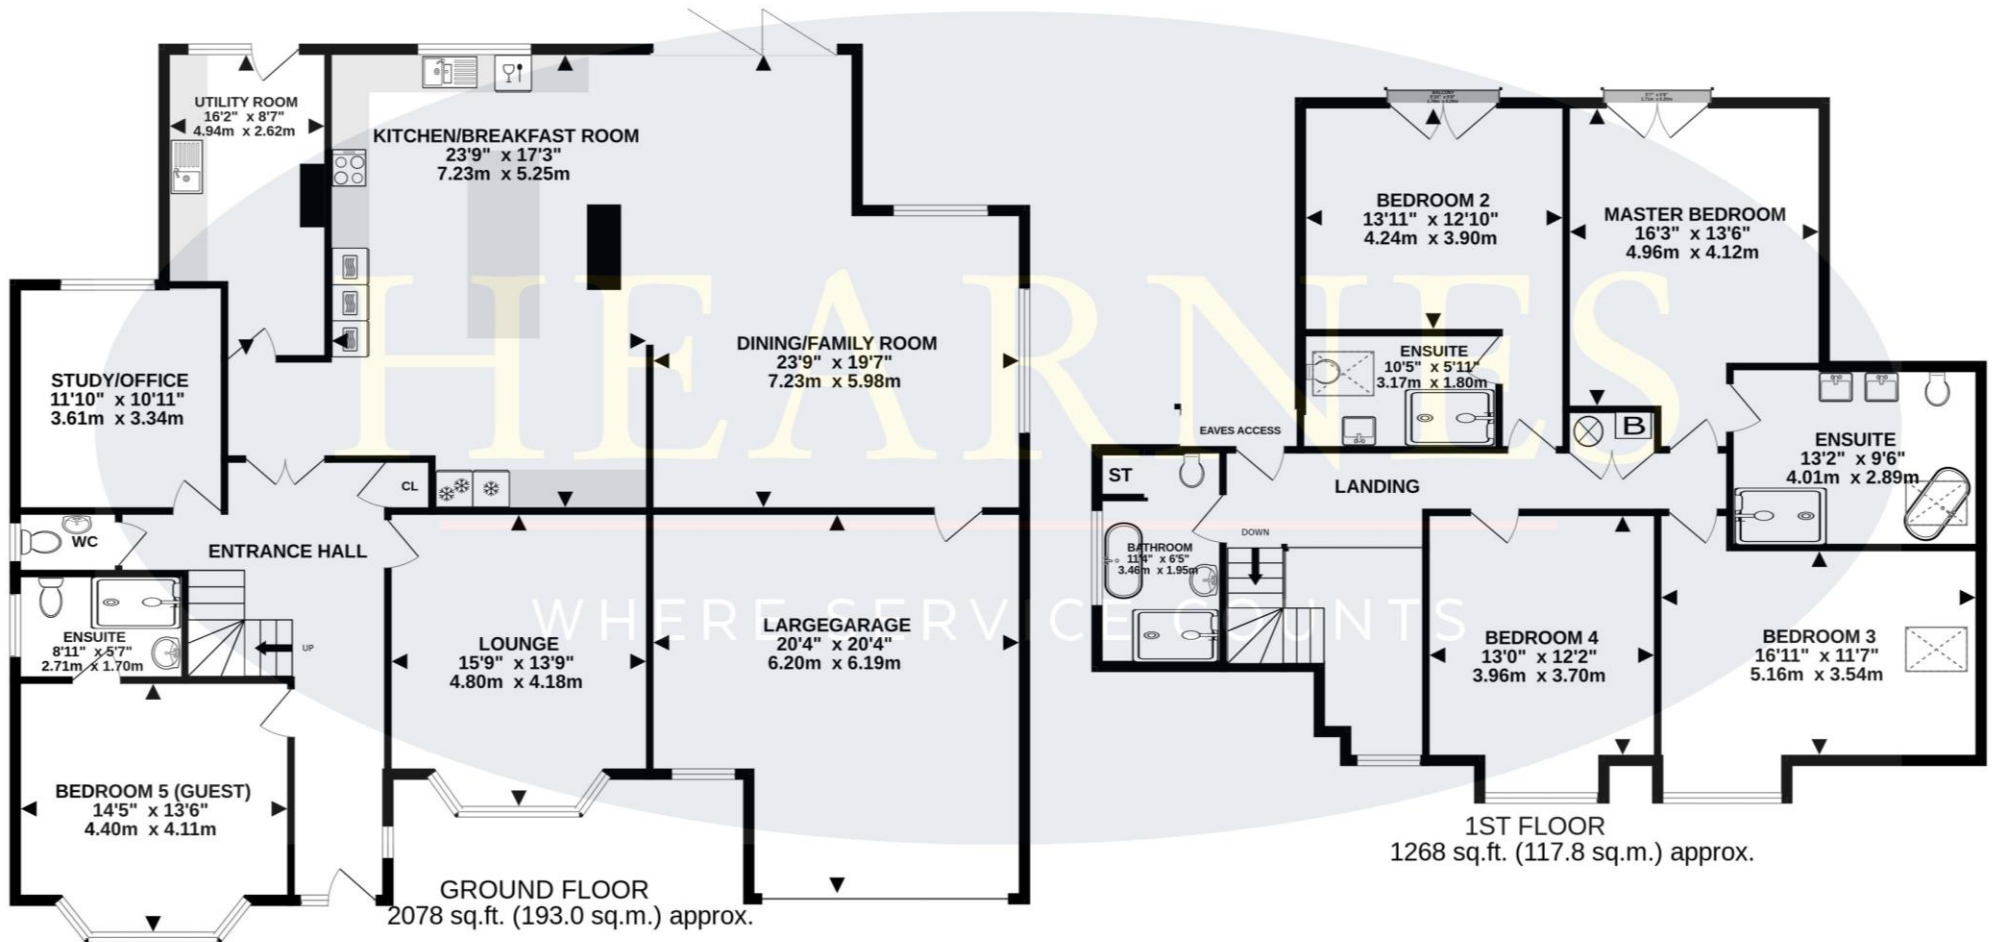 UTILITY ROOM
16'2" x 8'7"
4.94m x 2.62m
KITCHEN/BREAKFAST ROOM
23'9" x 17'3"
7.23m x 5.25m
DINING/FAMILY ROOM
23'9" x 19'7"
7.23m x 5.98m
STUDY/OFFICE
11'10" x 10'11"
3.61m x 3.34m
CL
WC
ENTRANCE HALL
ENSUITE
8'11" x 5'7"
2.71m x 1.70m
UP
LOUNGE
15'9" x 13'9"
4.80m x 4.18m
LARGEGARAGE
20'4" x 20'4"
6.20m x 6.19m
BEDROOM 5 (GUEST)
14'5" x 13'6"
4.40m x 4.11m
GROUND FLOOR
2078 sq.ft. (193.0 sq.m.) approx.
BEDROOM 2
13'11" x 12'10"
4.24m x 3.90m
MASTER BEDROOM
16'3" x 13'6"
4.96m x 4.12m
ENSUITE
10'5" x 5'11"
3.17m x 1.80m
EAVES ACCESS
B
ENSUITE
13'2" x 9'6"
4.01m x 2.89m
ST
LANDING
DOWN
BATHROOM
11'4" x 6'5"
3.46m x 1.95m
BEDROOM 4
13'0" x 12'2"
3.96m x 3.70m
BEDROOM 3
16'11" x 11'7"
5.16m x 3.54m
1ST FLOOR
1268 sq.ft. (117.8 sq.m.) approx.
HEARNES
WHERE SERVICE COUNTS